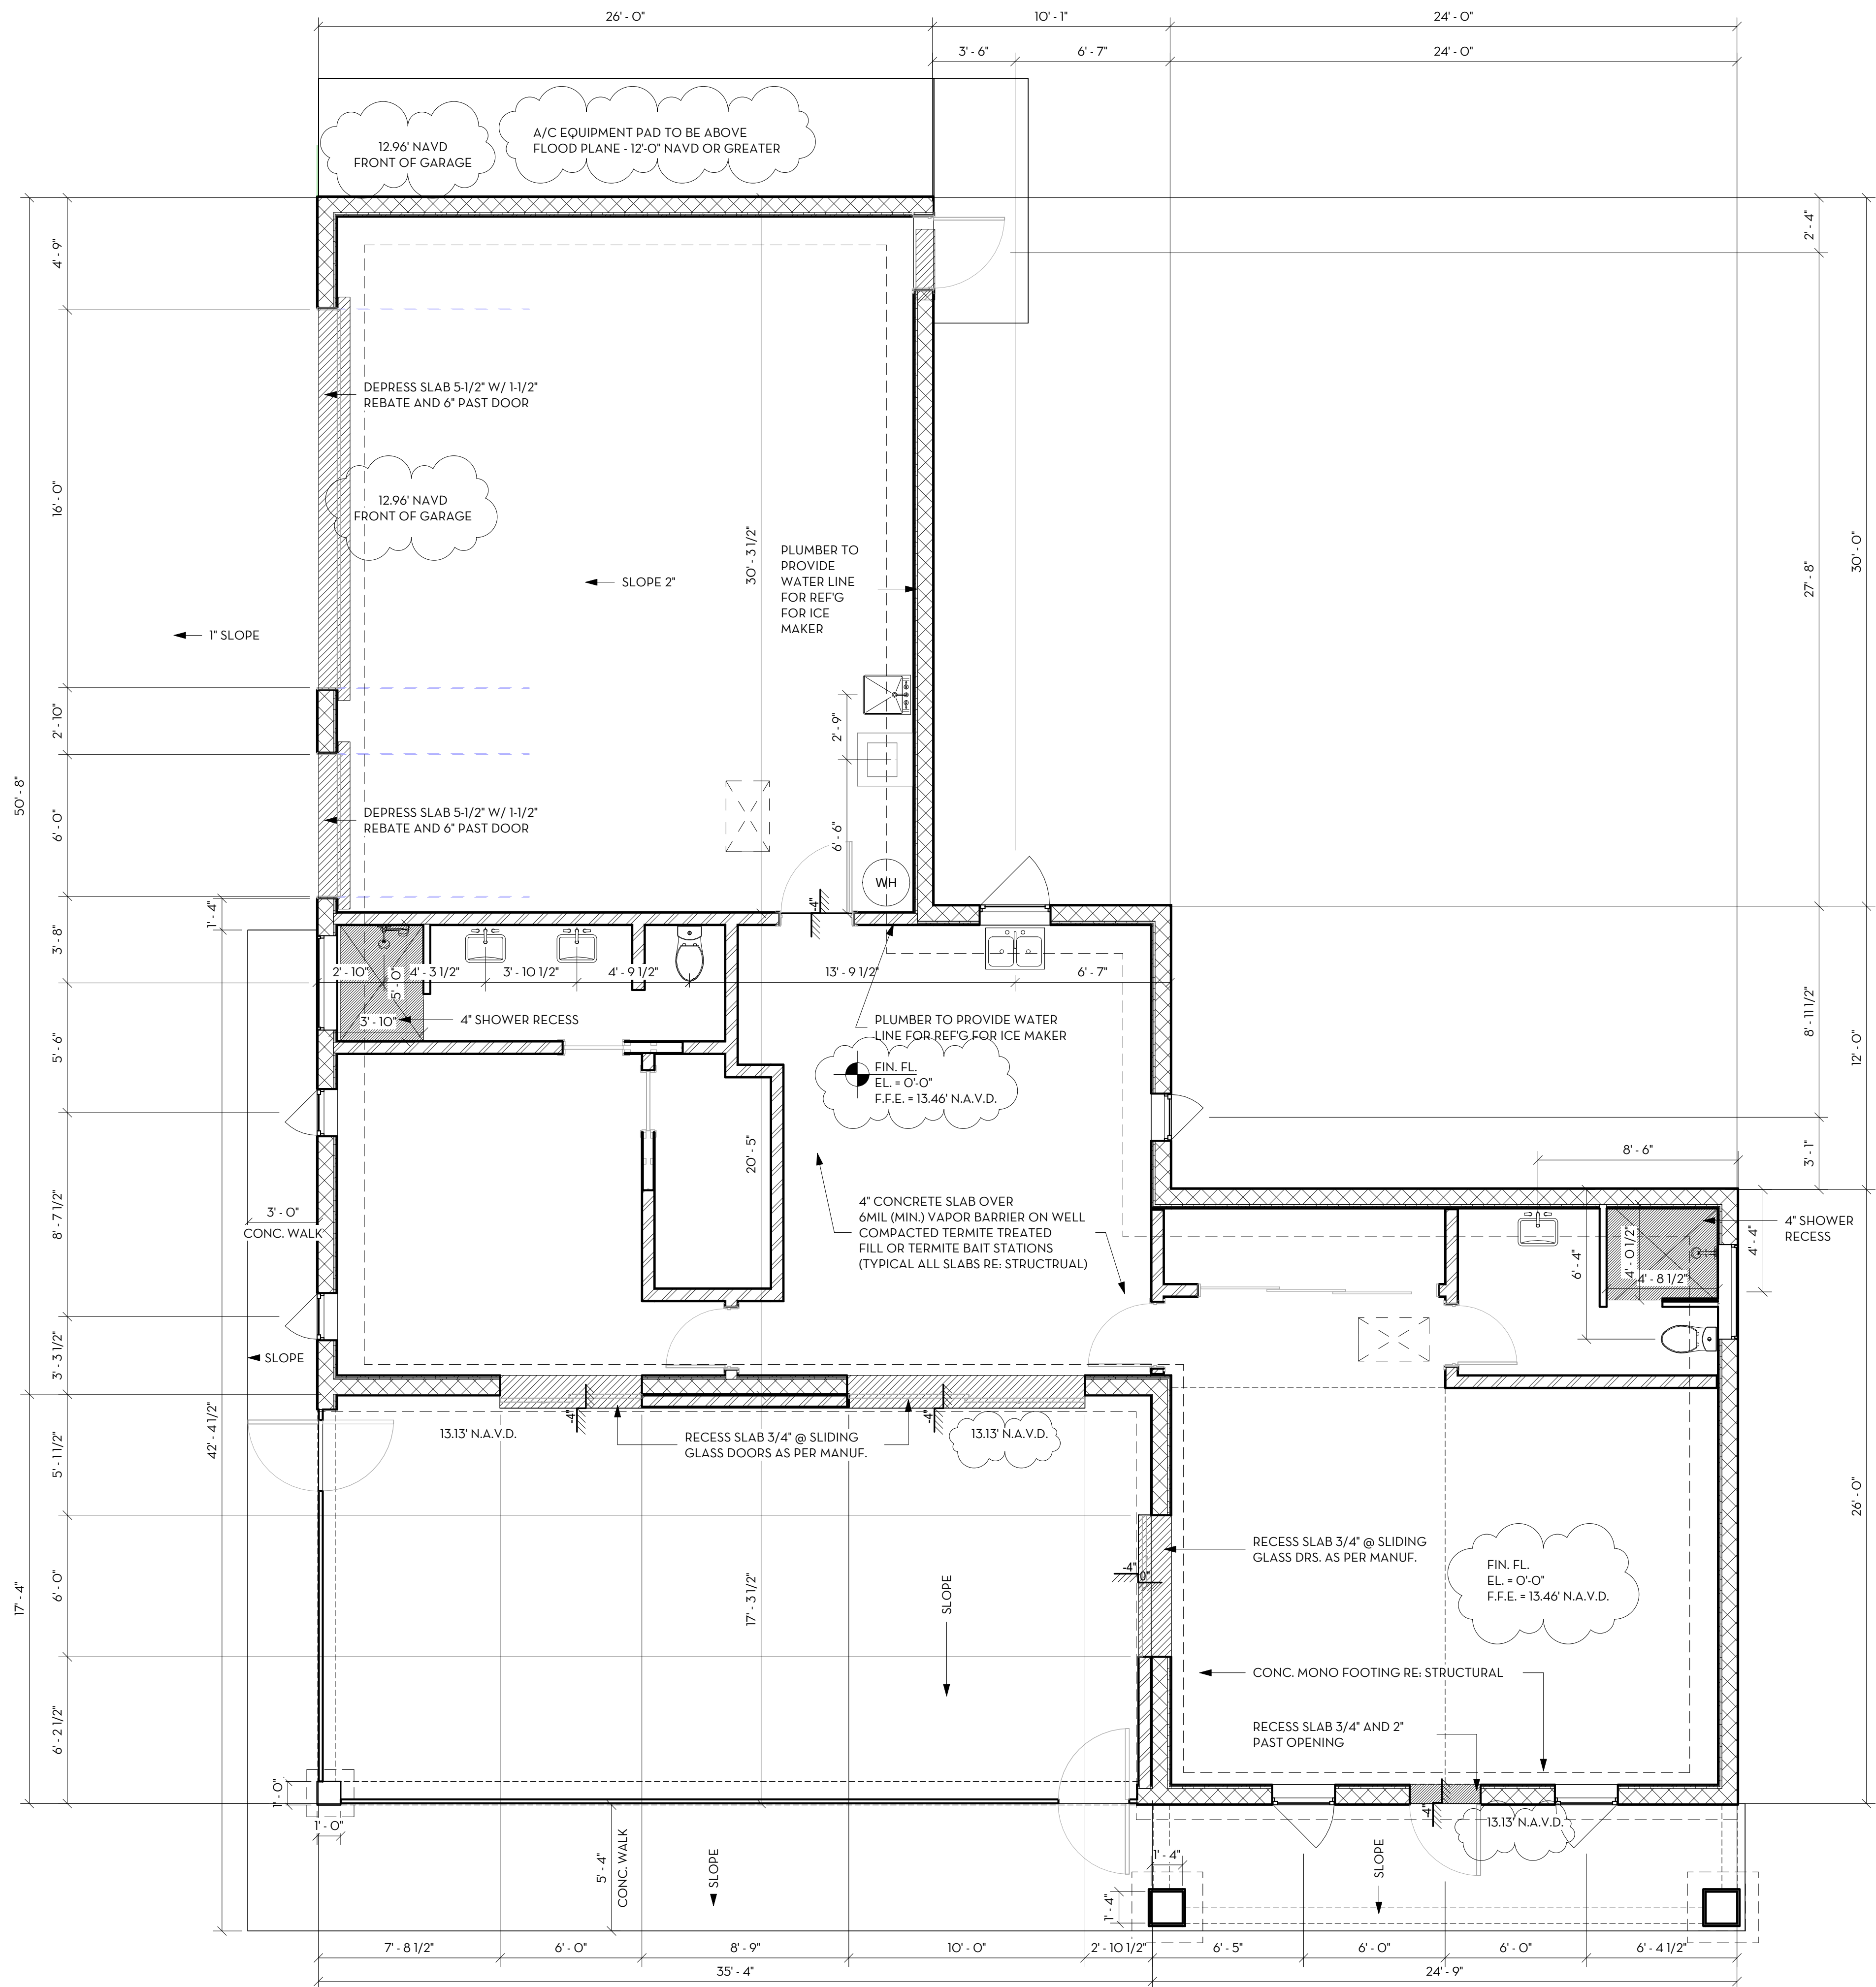 26' - 0"
10' - 1"
24' - 0"
3' - 6"
6' - 7"
24' - 0"
12.96' NAVD
FRONT OF GARAGE
A/C EQUIPMENT PAD TO BE ABOVE
FLOOD PLANE - 12'-0" NAVD OR GREATER
4' - 9"
2' - 4"
DEPRESS SLAB 5-1/2" W/ 1-1/2"
REBATE AND 6" PAST DOOR
16' - 0"
12.96' NAVD
FRONT OF GARAGE
30' - 3 1/2"
PLUMBER TO
PROVIDE
WATER LINE
FOR REF'G
FOR ICE
MAKER
27' - 8"
30' - 0"
SLOPE 2"
1" SLOPE
2' - 10"
2' - 9"
50' - 8"
6' - 0"
DEPRESS SLAB 5-1/2" W/ 1-1/2"
REBATE AND 6" PAST DOOR
6' - 6"
WH
-4"
1' - 4"
3' - 8"
2' - 10"
4' - 3 1/2"
3' - 10 1/2"
4' - 9 1/2"
13' - 9 1/2"
6' - 7"
5' - 0"
3' - 10"
4" SHOWER RECESS
PLUMBER TO PROVIDE WATER
LINE FOR REF'G FOR ICE MAKER
8' - 11 1/2"
12' - 0"
5' - 6"
FIN. FL.
EL. = 0'-0"
F.F.E. = 13.46' N.A.V.D.
20' - 5"
3' - 1"
8' - 6"
8' - 7 1/2"
3' - 0"
CONC. WALK
4" CONCRETE SLAB OVER
6MIL (MIN.) VAPOR BARRIER ON WELL
COMPACTED TERMITE TREATED
FILL OR TERMITE BAIT STATIONS
(TYPICAL ALL SLABS RE: STRUCTRUAL)
6' - 4"
4' - 0 1/2"
4' - 8 1/2"
4' - 4"
4" SHOWER
RECESS
3' - 3 1/2"
SLOPE
42' - 4 1/2"
-4"
-4"
13.13' N.A.V.D.
RECESS SLAB 3/4" @ SLIDING
GLASS DOORS AS PER MANUF.
13.13' N.A.V.D.
5' - 1 1/2"
26' - 0"
17' - 4"
6' - 0"
17' - 3 1/2"
SLOPE
-4"
0"
RECESS SLAB 3/4" @ SLIDING
GLASS DRS. AS PER MANUF.
FIN. FL.
EL. = 0'-0"
F.F.E. = 13.46' N.A.V.D.
CONC. MONO FOOTING RE: STRUCTURAL
6' - 2 1/2"
RECESS SLAB 3/4" AND 2"
PAST OPENING
1' - 0"
1' - 0"
-4"
13.13' N.A.V.D.
5' - 4"
CONC. WALK
SLOPE
1' - 4"
1' - 4"
SLOPE
7' - 8 1/2"
6' - 0"
8' - 9"
10' - 0"
2' - 10 1/2"
6' - 5"
6' - 0"
6' - 0"
6' - 4 1/2"
35' - 4"
24' - 9"